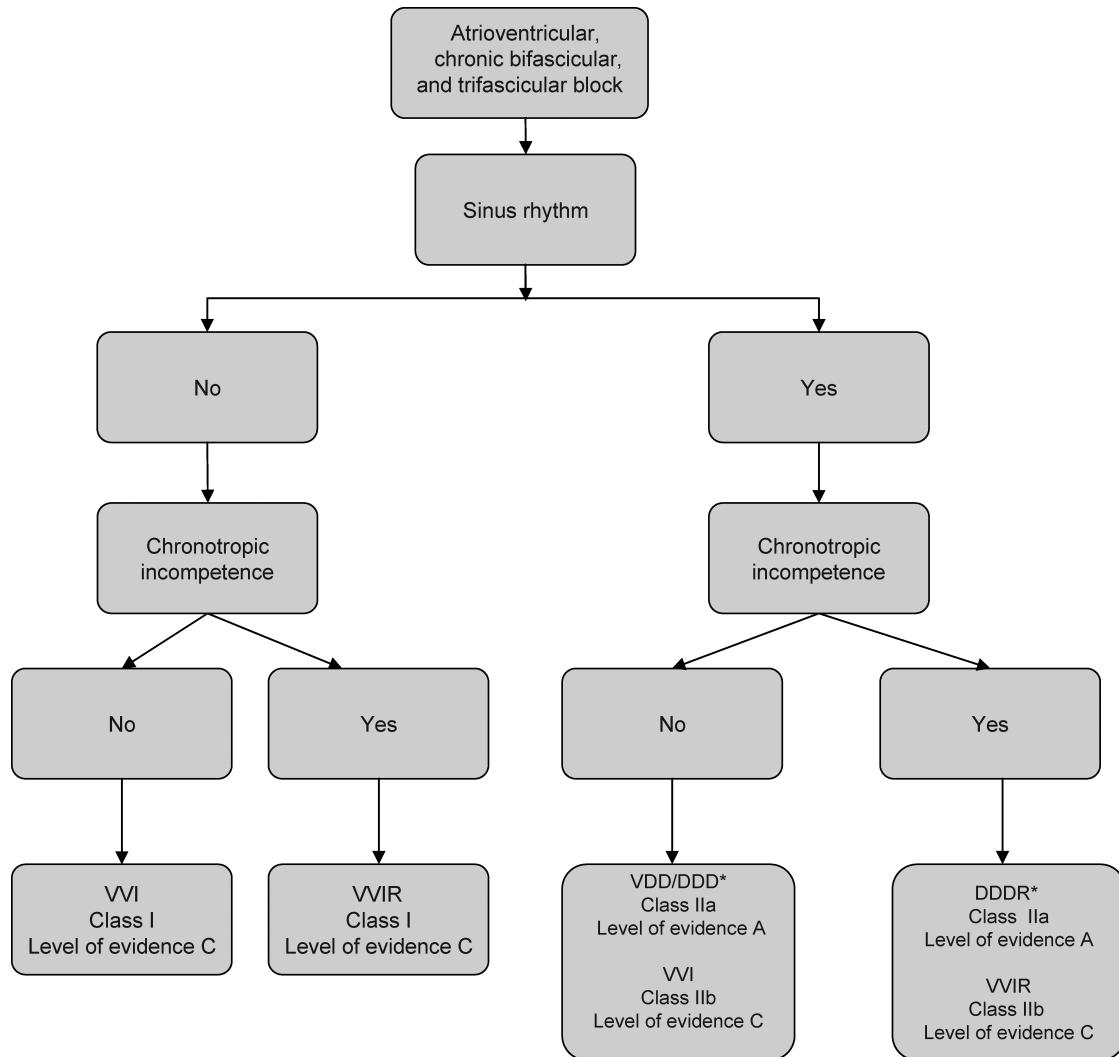 Atrioventricular,
chronic bifascicular,
and trifascicular block
Sinus rhythm
No
Yes
Chronotropic
incompetence
Chronotropic
incompetence
No
Yes
No
Yes
VVI
Class I
Level of evidence C
VVIR
Class I
Level of evidence C
VDD/DDD*
Class IIa
Level of evidence A
VVI
Class IIb
Level of evidence C
DDDR*
Class IIa
Level of evidence A
VVIR
Class IIb
Level of evidence C